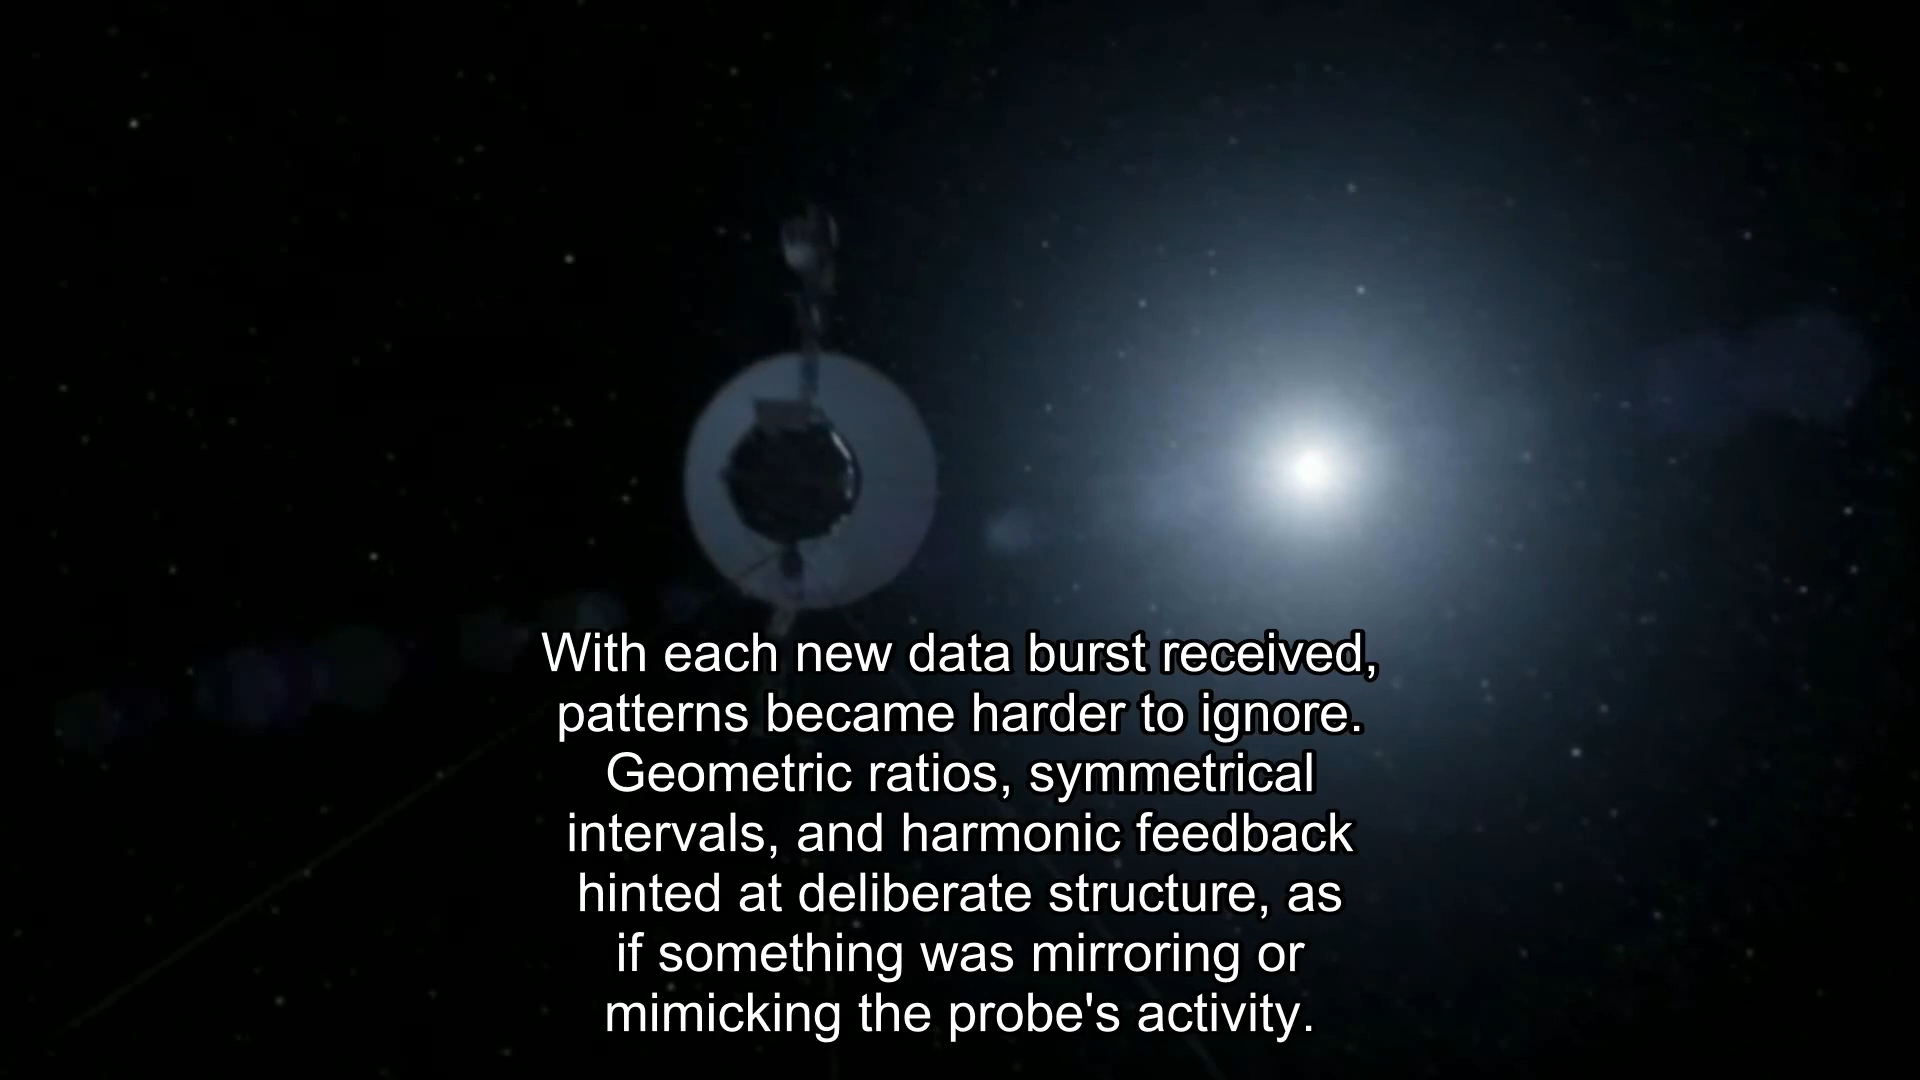 With each new data burst received,
patterns became harder to ignore.
Geometric ratios, symmetrical
intervals, and harmonic feedback
hinted at deliberate structure, as
if something was mirroring or
mimicking the probe's activity.